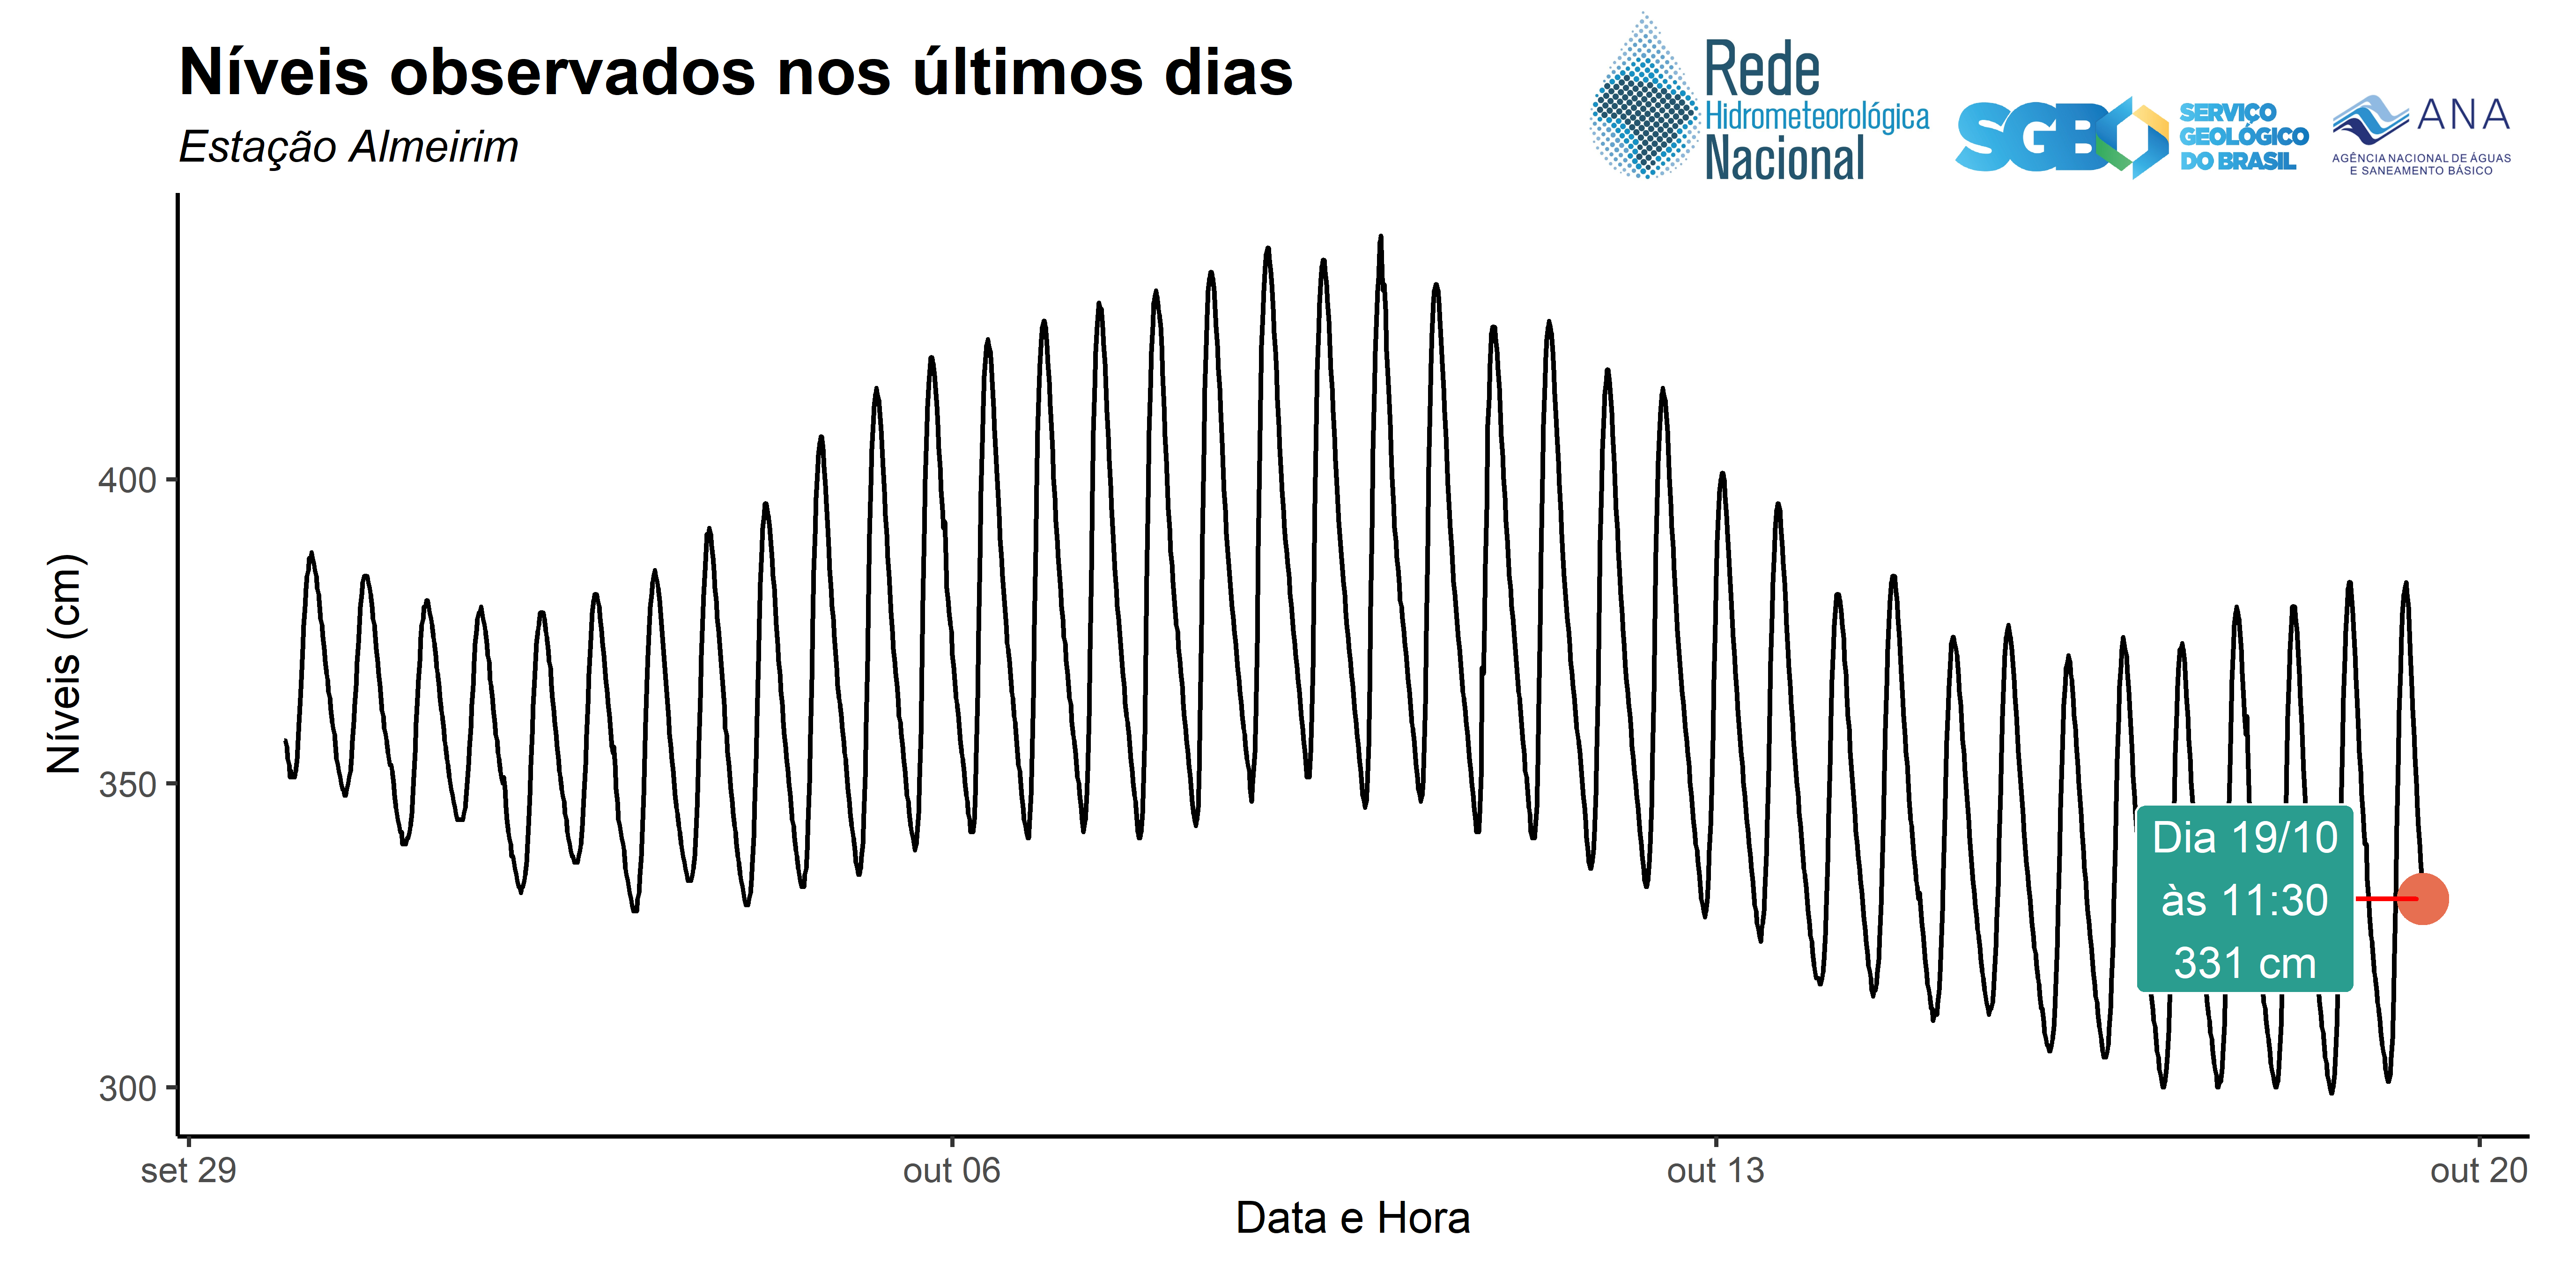 Níveis observados nos últimos dias
Estação Almeirim
Rede
Hidrometeorológica
Nacional
SGB
SERVIÇO
GEOLÓGICO
DO BRASIL
ANA
AGÊNCIA NACIONAL DE ÁGUAS
E SANEAMENTO BÁSICO
Níveis (cm)
400
350
300
Dia 19/10
às 11:30
331 cm
set 29
out 06
out 13
out 20
Data e Hora